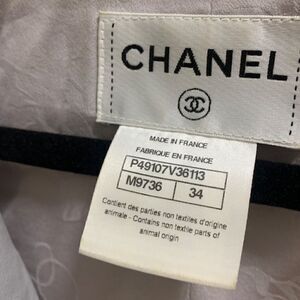 CHANEL
MADE IN FRANCE
FABRIQUE EN FRANCE
P49107V36113
M9736 34
Contient des parties non textiles d'origine
animale - Contains non textile parts of
animal origin